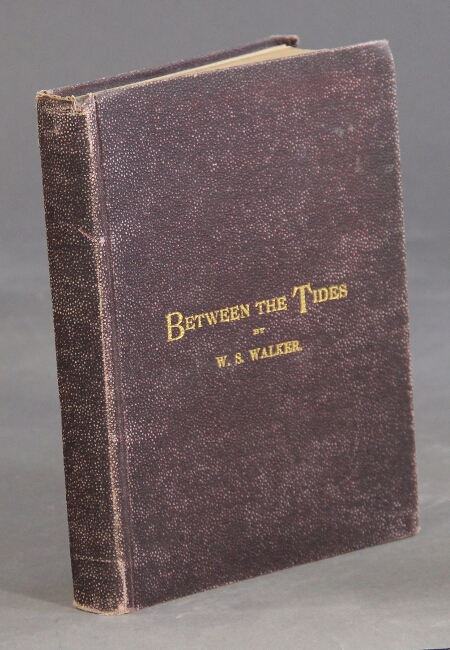 BETWEEN THE TIDES
BY
W. S. WALKER.